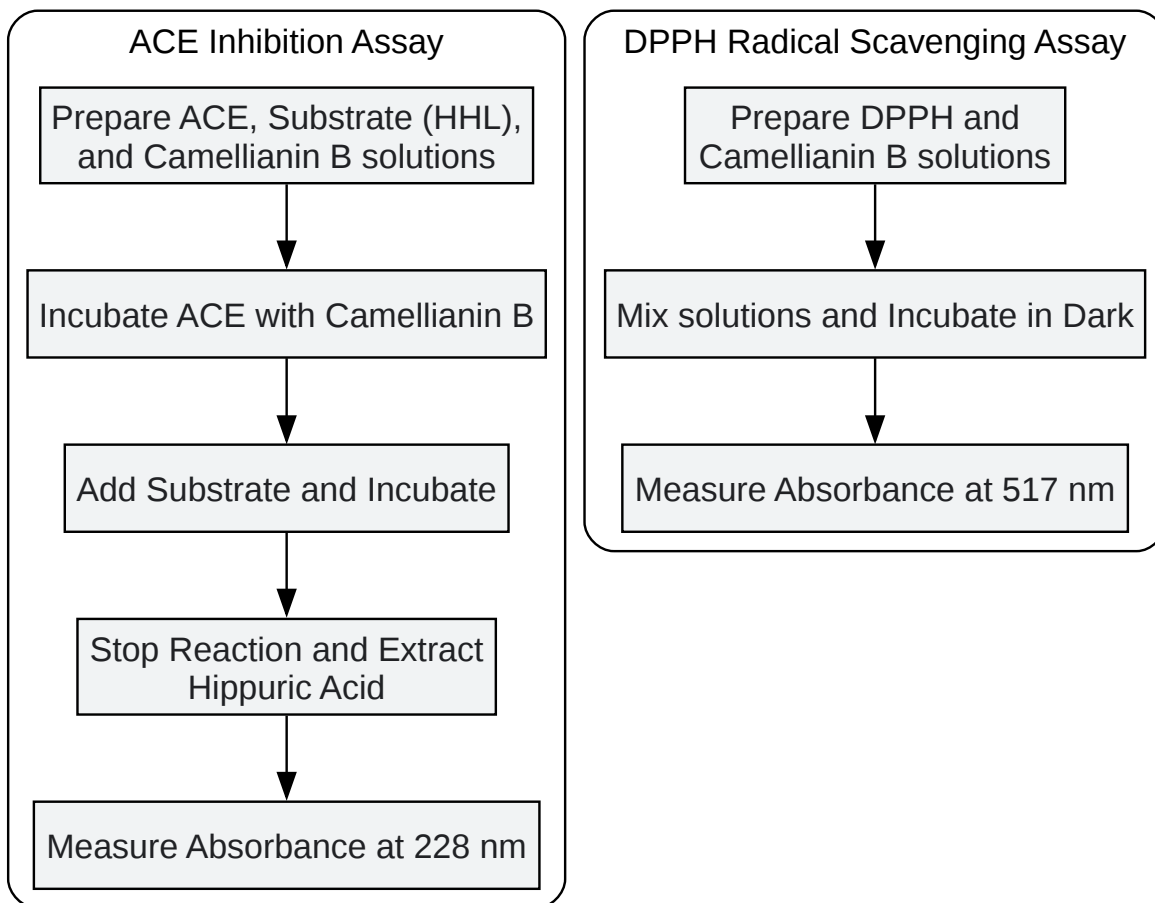 ACE Inhibition Assay
Prepare ACE, Substrate (HHL),
and Camellianin B solutions
Incubate ACE with Camellianin B
Add Substrate and Incubate
Stop Reaction and Extract
Hippuric Acid
Measure Absorbance at 228 nm
DPPH Radical Scavenging Assay
Prepare DPPH and
Camellianin B solutions
Mix solutions and Incubate in Dark
Measure Absorbance at 517 nm